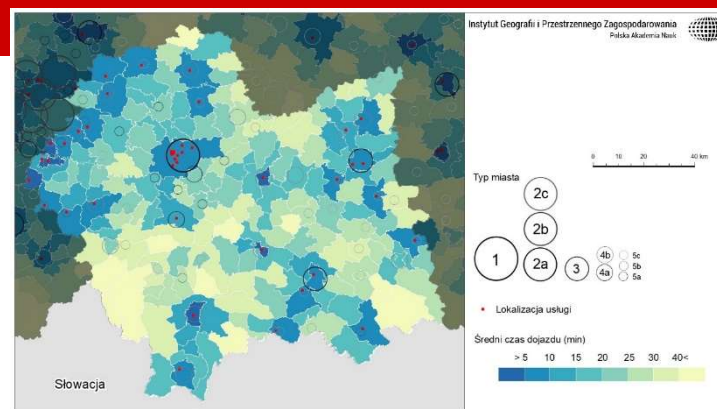 Instytut Geografii i Przestrzennego Zagospodarowania
Polska Akademia Nauk
0 10 20 40 km
Typ miasta
2c
2b
1
2a
3
4b
4a
5c
5b
5a
Lokalizacja usługi
Średni czas dojazdu (min)
> 5 10 15 20 25 30 40<
Słowacja